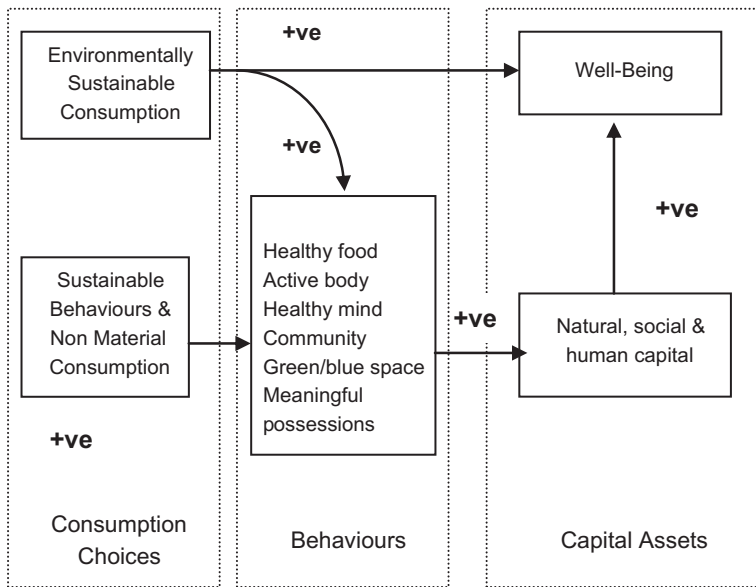 Environmentally
Sustainable
Consumption
+ve
+ve
Well-Being
+ve
Sustainable
Behaviours &
Non Material
Consumption
+ve
Healthy food
Active body
Healthy mind
Community
Green/blue space
Meaningful
possessions
+ve
Natural, social &
human capital
Consumption
Choices
Behaviours
Capital Assets